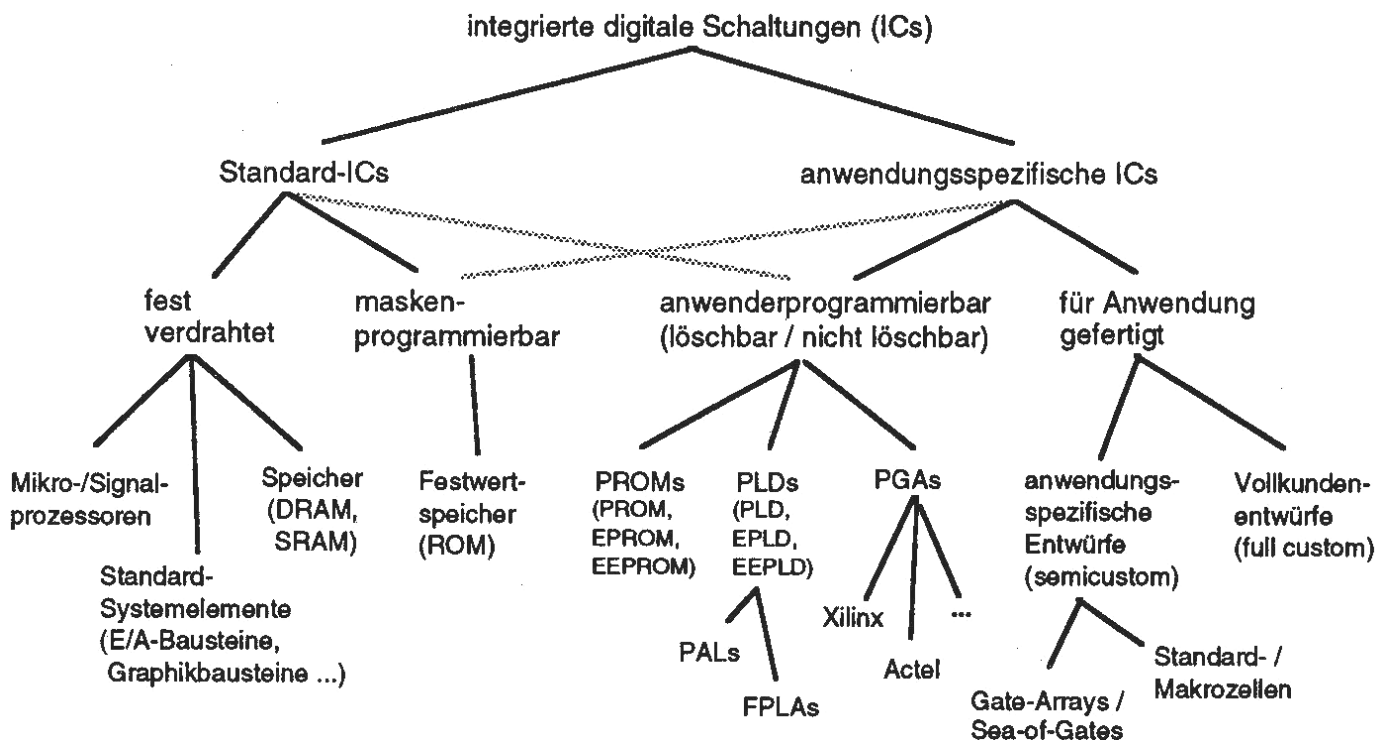 integrierte digitale Schaltungen (ICs)
Standard-ICs
anwendungsspezifische ICs
fest
verdrahtet
masken-
programmierbar
anwenderprogrammierbar
(löschbar / nicht löschbar)
für Anwendung
gefertigt
Mikro-/Signal-
prozessoren
Speicher
(DRAM,
SRAM)
Festwert-
speicher
(ROM)
PROMs
(PROM,
EPROM,
EEPROM)
PLDs
(PLD,
EPLD,
EEPLD)
PGAs
anwendungs-
spezifische
Entwürfe
(semicustom)
Vollkunden-
entwürfe
(full custom)
Standard-
Systemelemente
(E/A-Bausteine,
Graphikbausteine ...)
PALs
FPLAs
Xilinx
Actel
...
Gate-Arrays /
Sea-of-Gates
Standard- /
Makrozellen